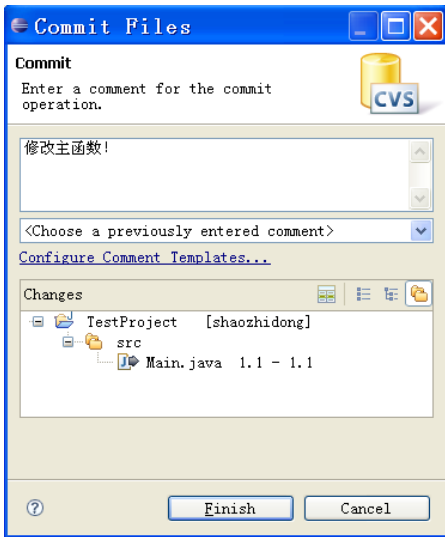 Commit Files
Commit
Enter a comment for the commit
operation.
CVS
修改主函数!
<Choose a previously entered comment>
Configure Comment Templates...
Changes
TestProject [shaozhidong]
src
Main.java 1.1 - 1.1
Finish
Cancel